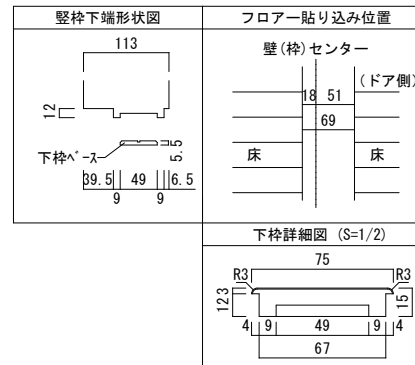 竪枠下端形状図
113
12
下枠ﾍﾞｰｽ
5.5
39.5 49 6.5
9 9
フロアー貼り込み位置
壁(枠)センター
(ドア側)
18 51
69
床 床
下枠詳細図 (S=1/2)
75
R3 R3
12 3 15
4 9 49 9 4
67